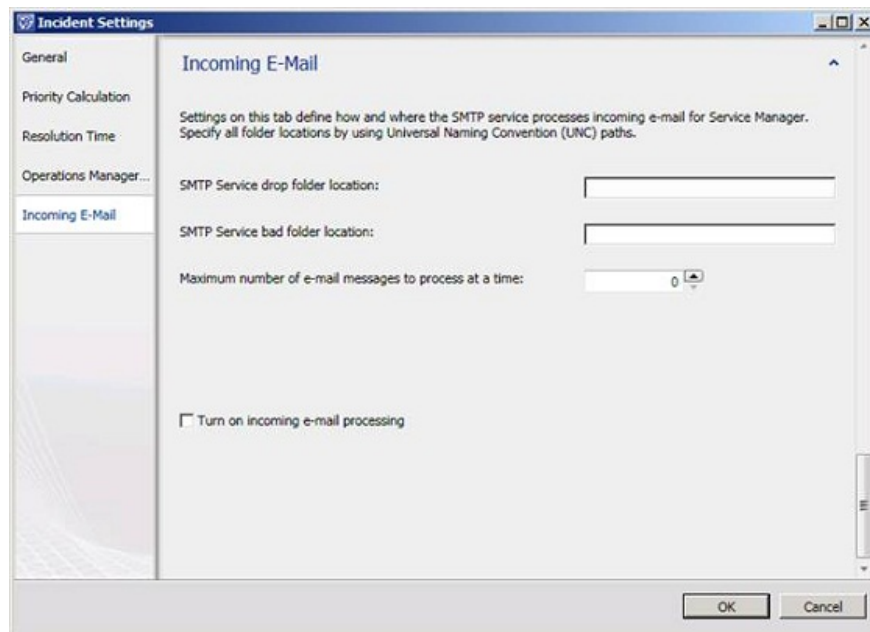 Incident Settings
General
Priority Calculation
Resolution Time
Operations Manager...
Incoming E-Mail
Incoming E-Mail
Settings on this tab define how and where the SMTP service processes incoming e-mail for Service Manager.
Specify all folder locations by using Universal Naming Convention (UNC) paths.
SMTP Service drop folder location:
SMTP Service bad folder location:
Maximum number of e-mail messages to process at a time:
0
Turn on incoming e-mail processing
OK
Cancel